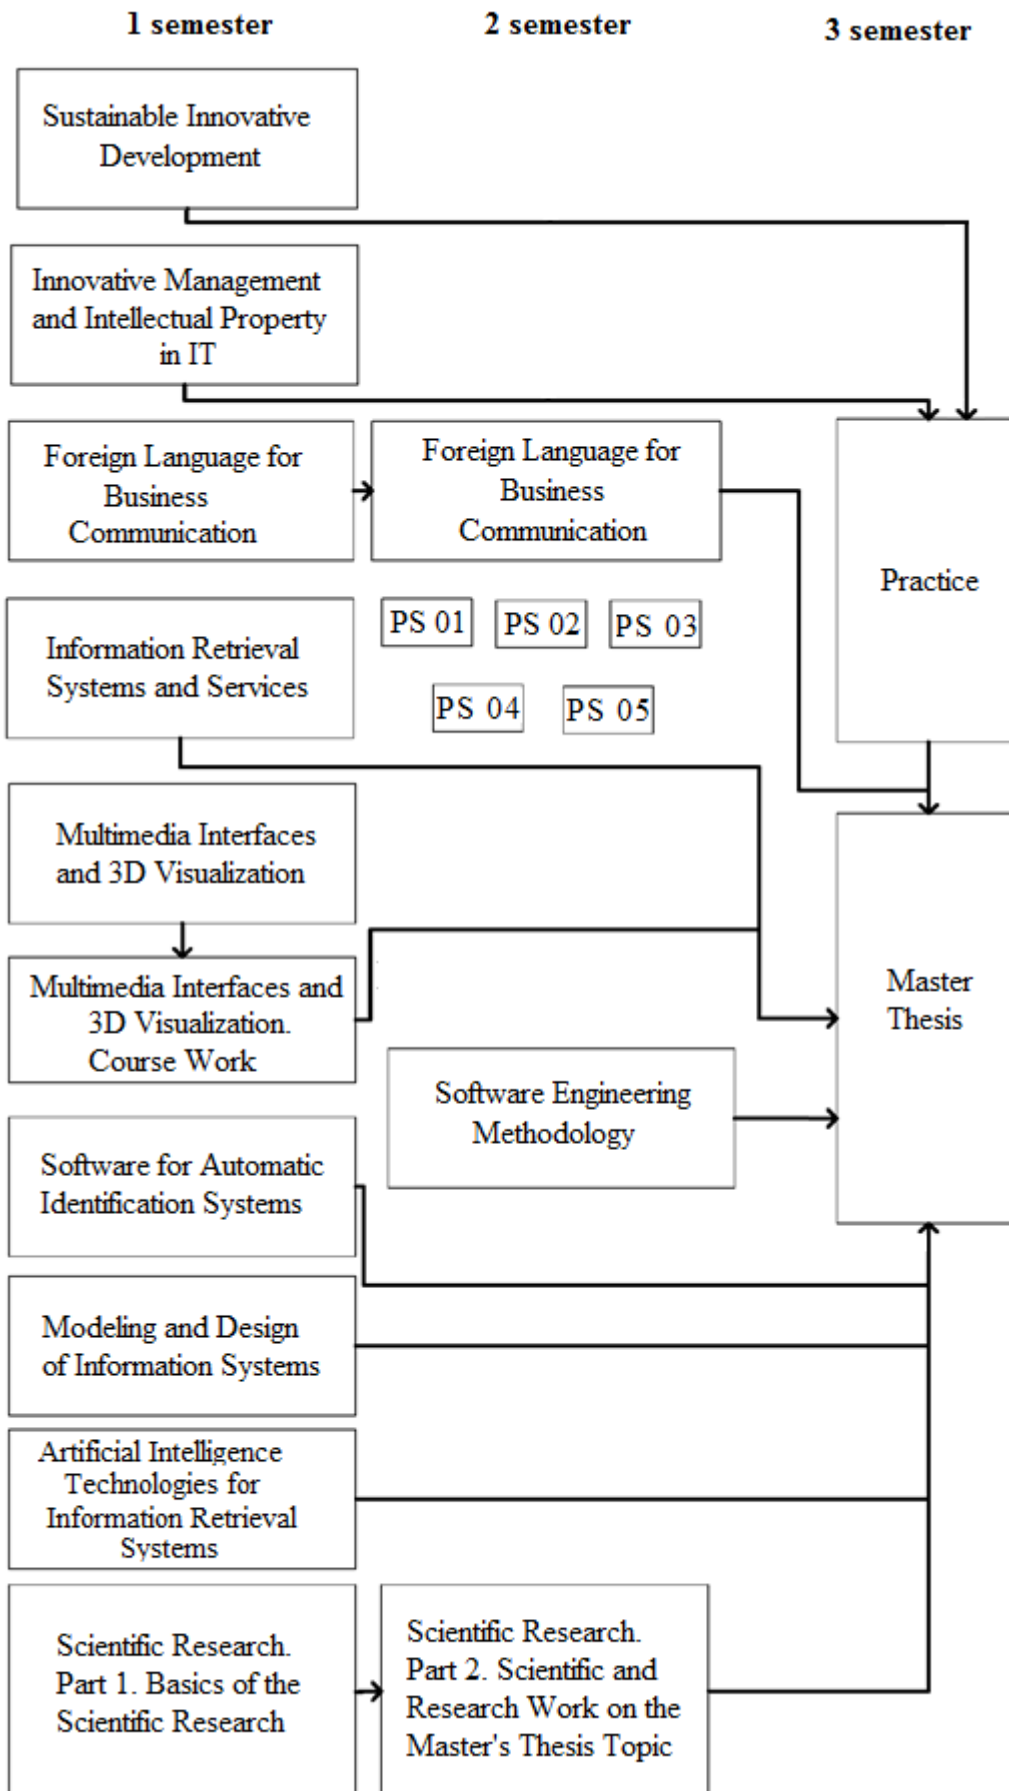 1 semester
2 semester
3 semester
Sustainable Innovative
Development
Innovative Management
and Intellectual Property
in IT
Foreign Language for
Business
Communication
Foreign Language for
Business
Communication
Practice
Information Retrieval
Systems and Services
PS 01
PS 02
PS 03
PS 04
PS 05
Multimedia Interfaces
and 3D Visualization
Multimedia Interfaces and
3D Visualization.
Course Work
Master
Thesis
Software Engineering
Methodology
Software for Automatic
Identification Systems
Modeling and Design
of Information Systems
Artificial Intelligence
Technologies for
Information Retrieval
Systems
Scientific Research.
Part 1. Basics of the
Scientific Research
Scientific Research.
Part 2. Scientific and
Research Work on the
Master's Thesis Topic